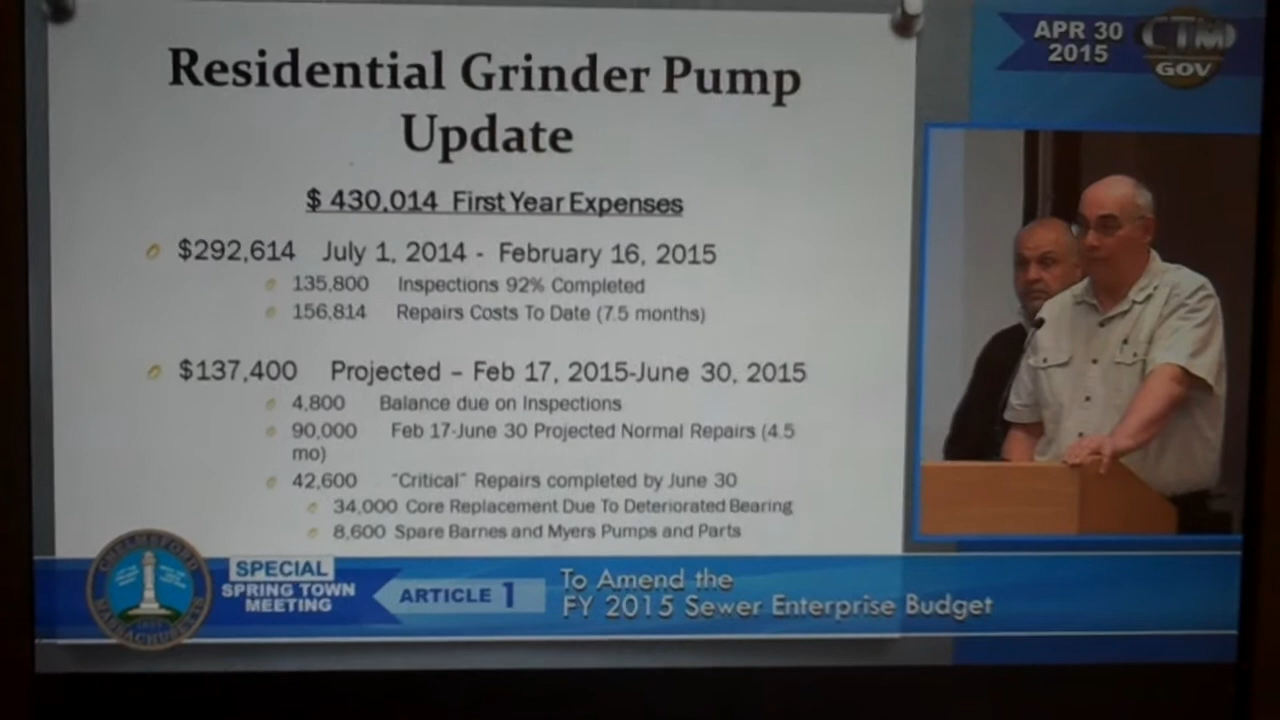 Residential Grinder Pump
Update
$ 430,014 First Year Expenses
$292,614 July 1, 2014 - February 16, 2015
135,800 Inspections 92% Completed
156,814 Repairs Costs To Date (7.5 months)
$137,400 Projected – Feb 17, 2015-June 30, 2015
4,800 Balance due on Inspections
90,000 Feb 17-June 30 Projected Normal Repairs (4.5
mo)
42,600 "Critical" Repairs completed by June 30
34,000 Core Replacement Due To Deteriorated Bearing
8,600 Spare Barnes and Myers Pumps and Parts
APR 30
2015
CTM
GOV
CHELMSFORD
MASSACHUSETTS
SPECIAL
SPRING TOWN
MEETING
ARTICLE 1
To Amend the
FY 2015 Sewer Enterprise Budget